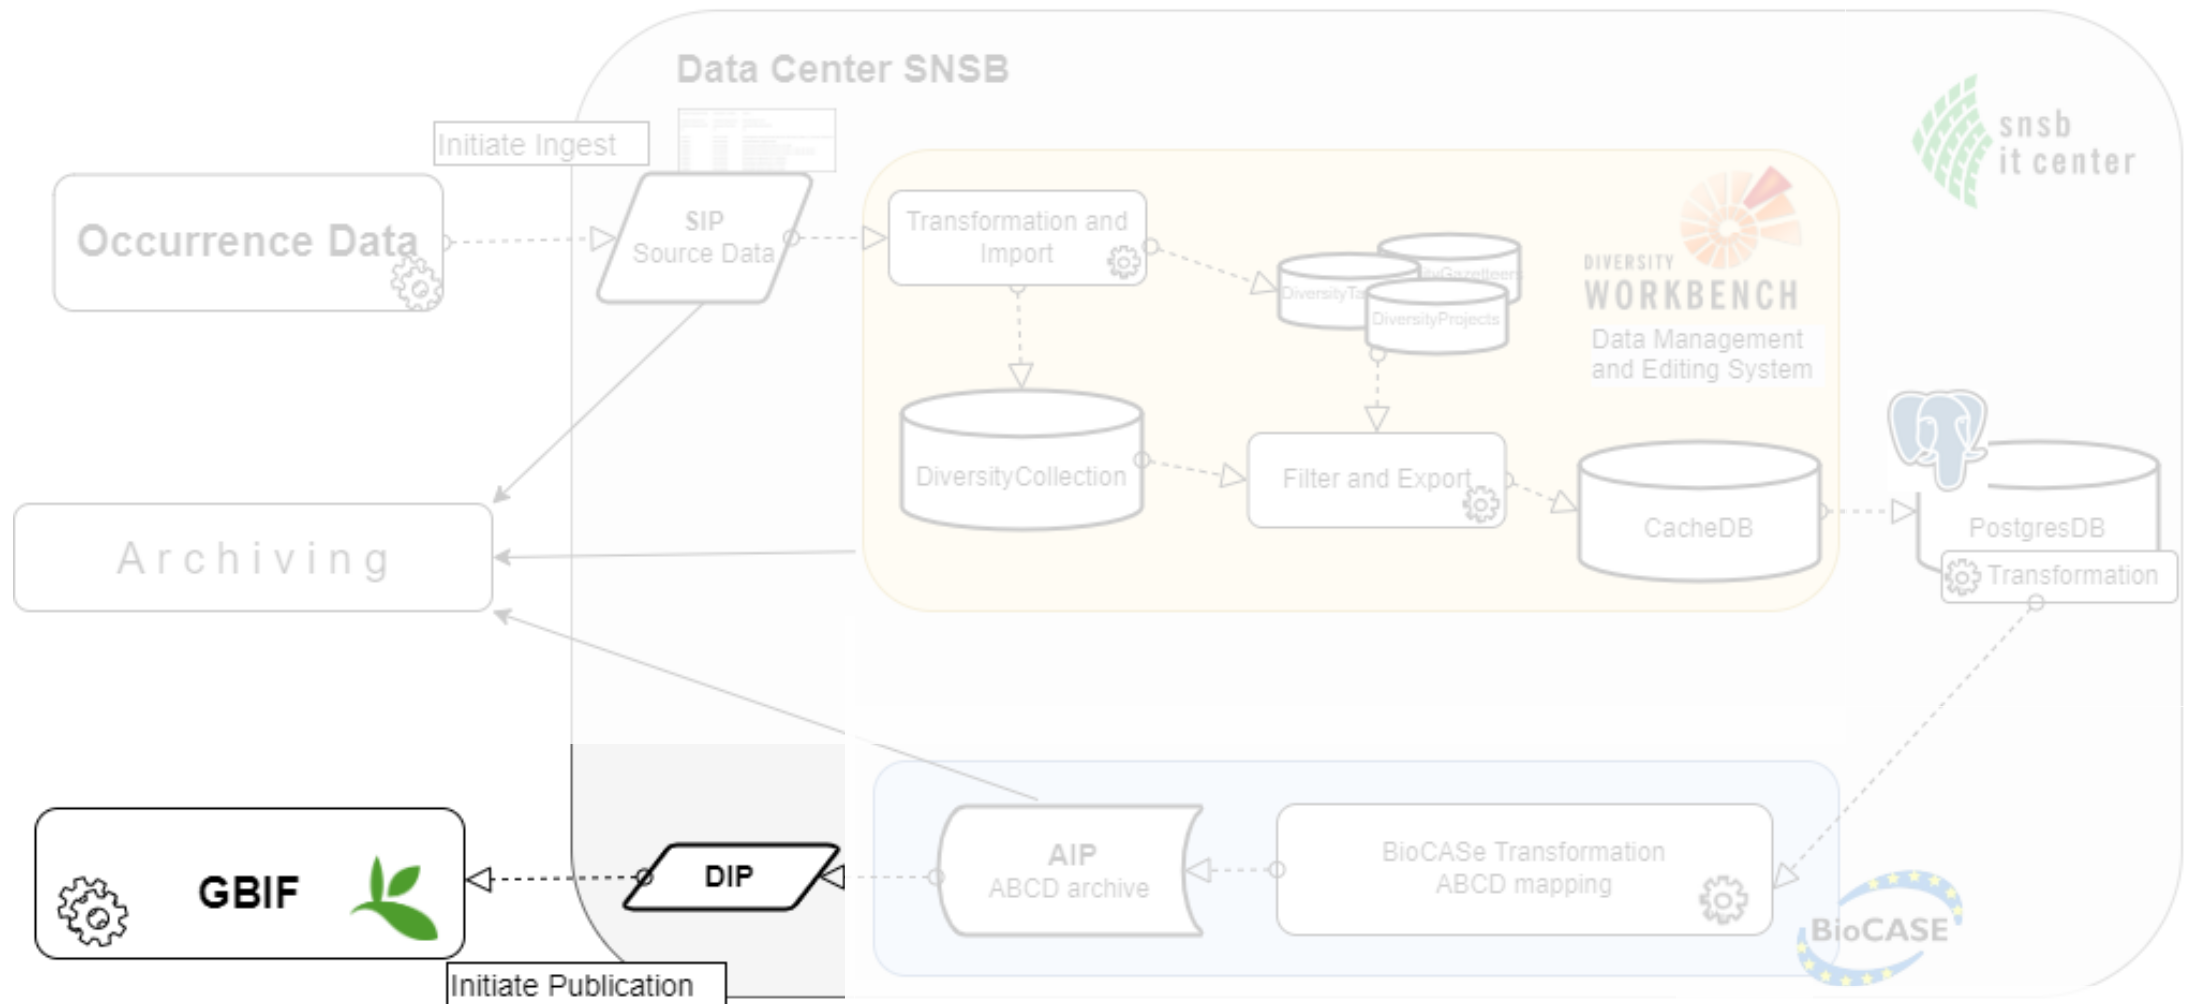 Data Center SNSB
Initiate Ingest
snsb
it center
Occurrence Data
SIP
Source Data
Transformation and
Import
DiversityProjects
DIVERSITY
WORKBENCH
Data Management
and Editing System
DiversityCollection
Filter and Export
CacheDB
PostgresDB
Transformation
Archiving
GBIF
DIP
AIP
ABCD archive
BioCASe Transformation
ABCD mapping
BioCASE
Initiate Publication